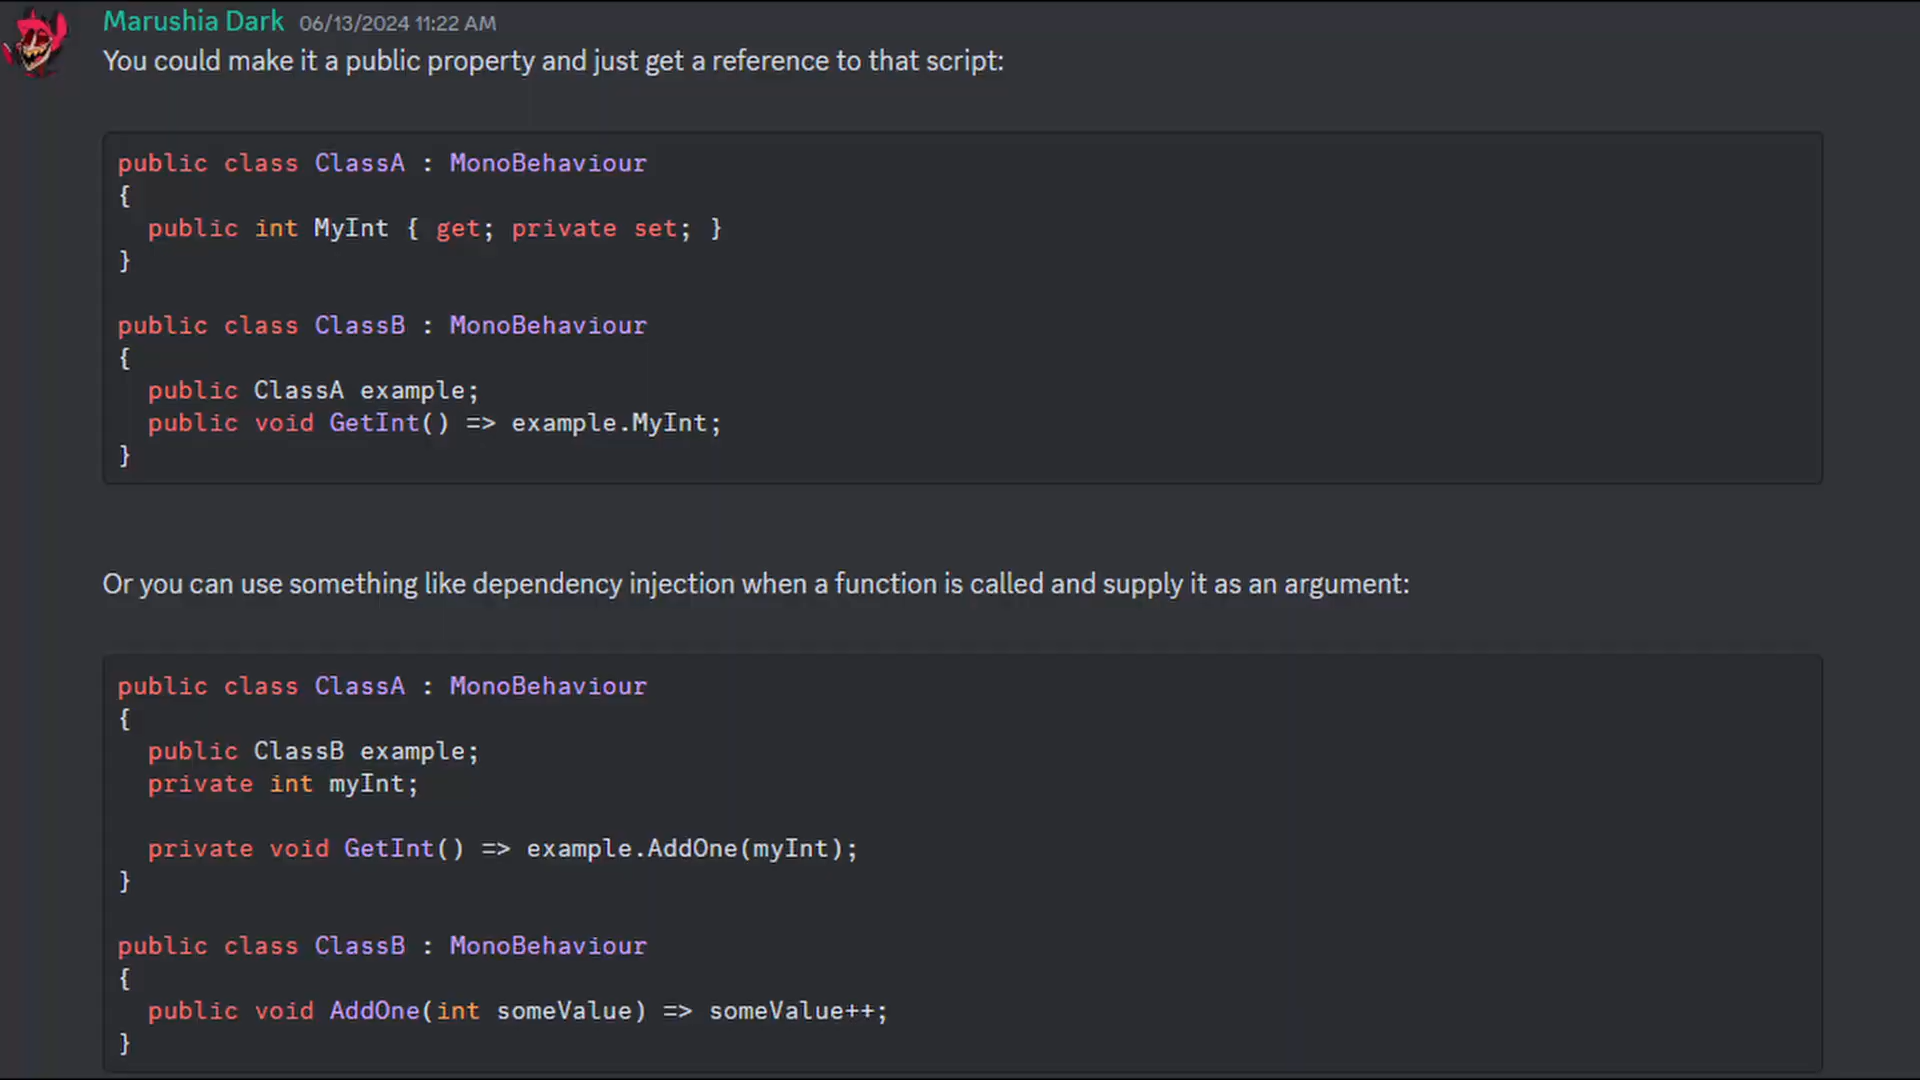 Marushia Dark 06/13/2024 11:22 AM
You could make it a public property and just get a reference to that script:
public class ClassA : MonoBehaviour
{
  public int MyInt { get; private set; }
}
public class ClassB : MonoBehaviour
{
  public ClassA example;
  public void GetInt() => example.MyInt;
}
Or you can use something like dependency injection when a function is called and supply it as an argument:
public class ClassA : MonoBehaviour
{
  public ClassB example;
  private int myInt;
  private void GetInt() => example.AddOne(myInt);
}
public class ClassB : MonoBehaviour
{
  public void AddOne(int someValue) => someValue++;
}